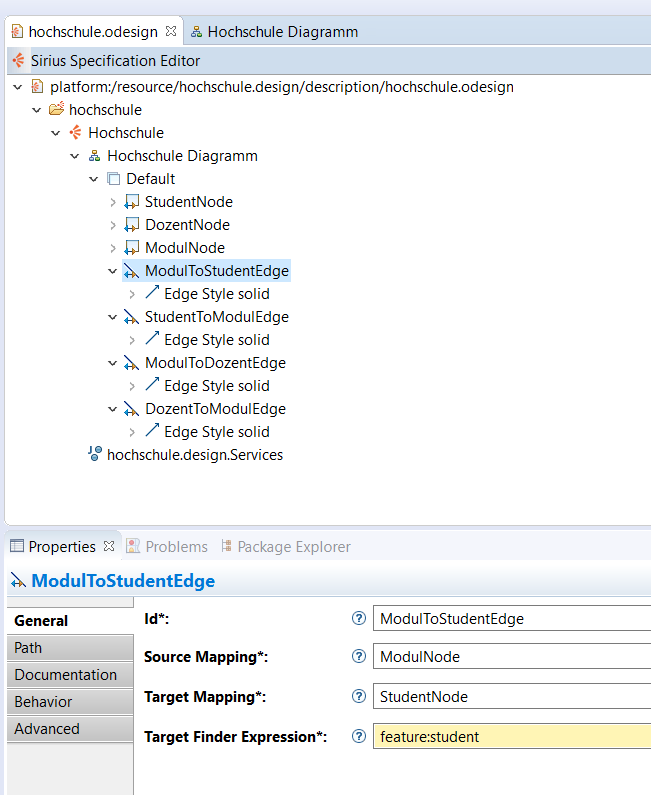 hochschule.odesign Hochschule Diagramm
Sirius Specification Editor
platform:/resource/hochschule.design/description/hochschule.odesign
hochschule
Hochschule
Hochschule Diagramm
Default
StudentNode
DozentNode
ModulNode
ModulToStudentEdge
Edge Style solid
StudentToModulEdge
Edge Style solid
ModulToDozentEdge
Edge Style solid
DozentToModulEdge
Edge Style solid
hochschule.design.Services
Properties Problems Package Explorer
ModulToStudentEdge
General
Path
Documentation
Behavior
Advanced
Id*: ? ModulToStudentEdge
Source Mapping*: ? ModulNode
Target Mapping*: ? StudentNode
Target Finder Expression*: ? feature:student